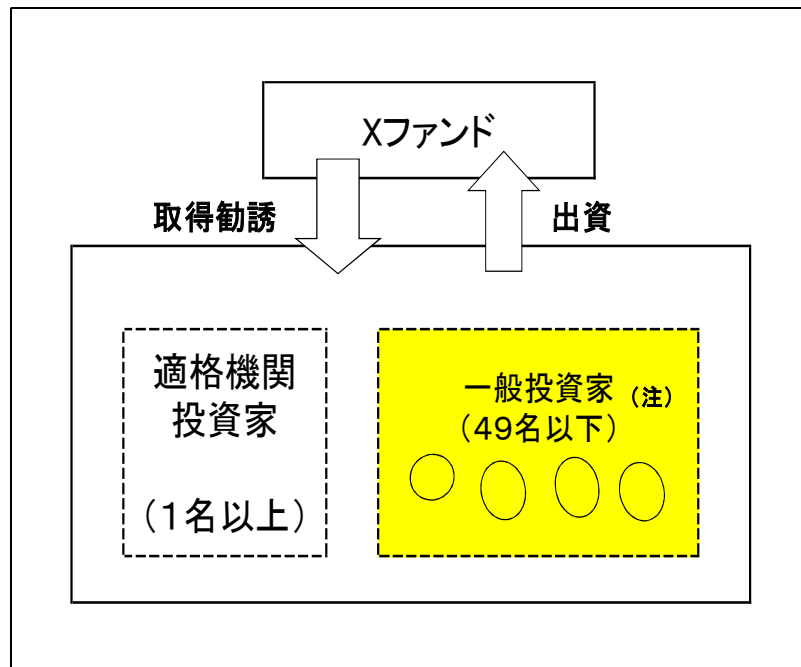 Xファンド
取得勧誘
出資
適格機関
投資家
(1名以上)
一般投資家(注)
(49名以下)